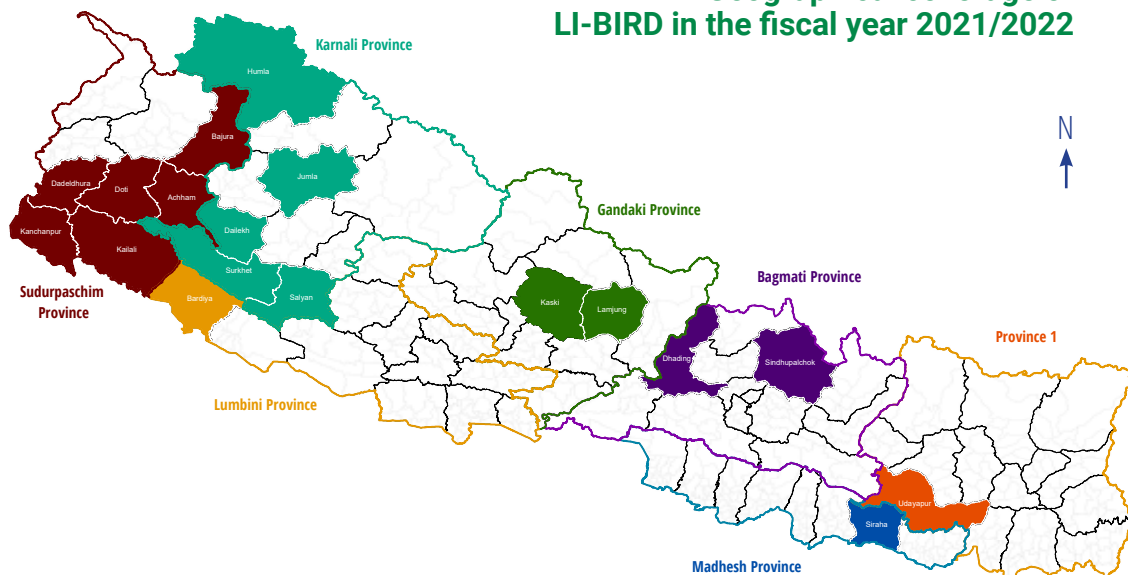 LI-BIRD in the fiscal year 2021/2022
Karnali Province
Humla
N
Bajura
Jumla
Dadeldhura
Doti
Achham
Gandaki Province
Kanchanpur
Dailekh
Kailali
Surkhet
Bagmati Province
Sudurpaschim
Province
Bardiya
Salyan
Kaski
Lamjung
Province 1
Dhading
Sindhupalchok
Lumbini Province
Udayapur
Siraha
Madhesh Province